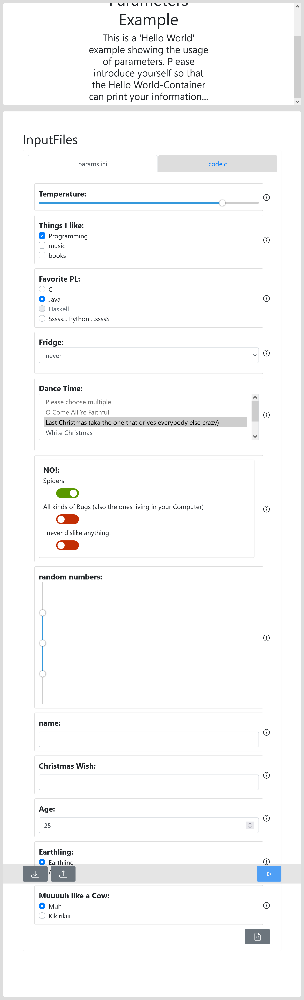 Parameters
Example
This is a 'Hello World'
example showing the usage
of parameters. Please
introduce yourself so that
the Hello World-Container
can print your information...
InputFiles
params.ini
code.c
Temperature:
Things I like:
Programming
music
books
Favorite PL:
C
Java
Haskell
Sssss... Python ...ssssS
Fridge:
never
Dance Time:
Please choose multiple
O Come All Ye Faithful
Last Christmas (aka the one that drives everybody else crazy)
White Christmas
NO!:
Spiders
All kinds of Bugs (also the ones living in your Computer)
I never dislike anything!
random numbers:
name:
Christmas Wish:
Age:
25
Earthling:
Earthling
Muuuuh like a Cow:
Muh
Kikirikiii